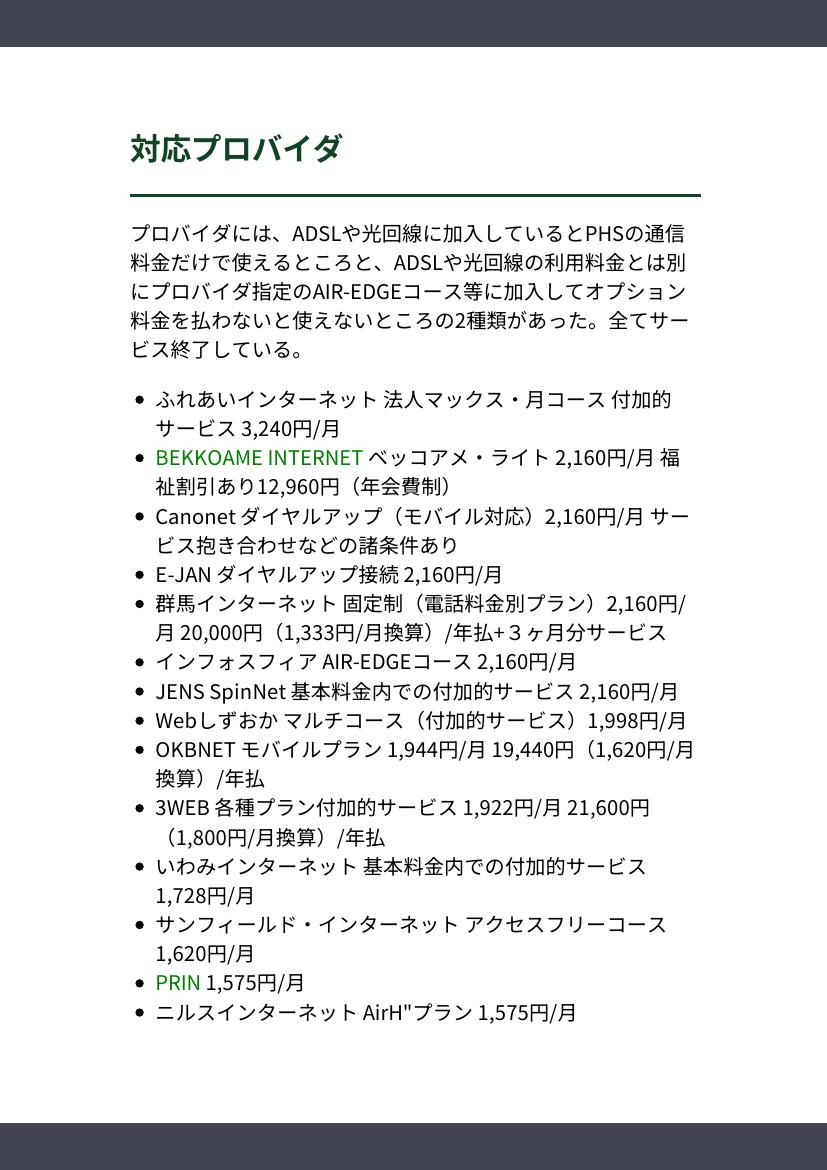 対応プロバイダ
プロバイダには、ADSLや光回線に加入しているとPHSの通信
料金だけで使えるところと、ADSLや光回線の利用料金とは別
にプロバイダ指定のAIR-EDGEコース等に加入してオプション
料金を払わないと使えないところの2種類があった。全てサー
ビス終了している。
• ふれあいインターネット 法人マックス・月コース 付加的
サービス 3,240円/月
• BEKKOAME INTERNET ベッコアメ・ライト 2,160円/月 福
祉割引あり12,960円（年会費制）
• Canonet ダイヤルアップ（モバイル対応）2,160円/月 サー
ビス抱き合わせなどの諸条件あり
• E-JAN ダイヤルアップ接続 2,160円/月
• 群馬インターネット 固定制（電話料金別プラン）2,160円/
月 20,000円（1,333円/月換算）/年払+３ヶ月分サービス
• インフォスフィア AIR-EDGEコース 2,160円/月
• JENS SpinNet 基本料金内での付加的サービス 2,160円/月
• Webしずおか マルチコース（付加的サービス）1,998円/月
• OKBNET モバイルプラン 1,944円/月 19,440円（1,620円/月
換算）/年払
• 3WEB 各種プラン付加的サービス 1,922円/月 21,600円
（1,800円/月換算）/年払
• いわみインターネット 基本料金内での付加的サービス
1,728円/月
• サンフィールド・インターネット アクセスフリーコース
1,620円/月
• PRIN 1,575円/月
• ニルスインターネット AirH"プラン 1,575円/月